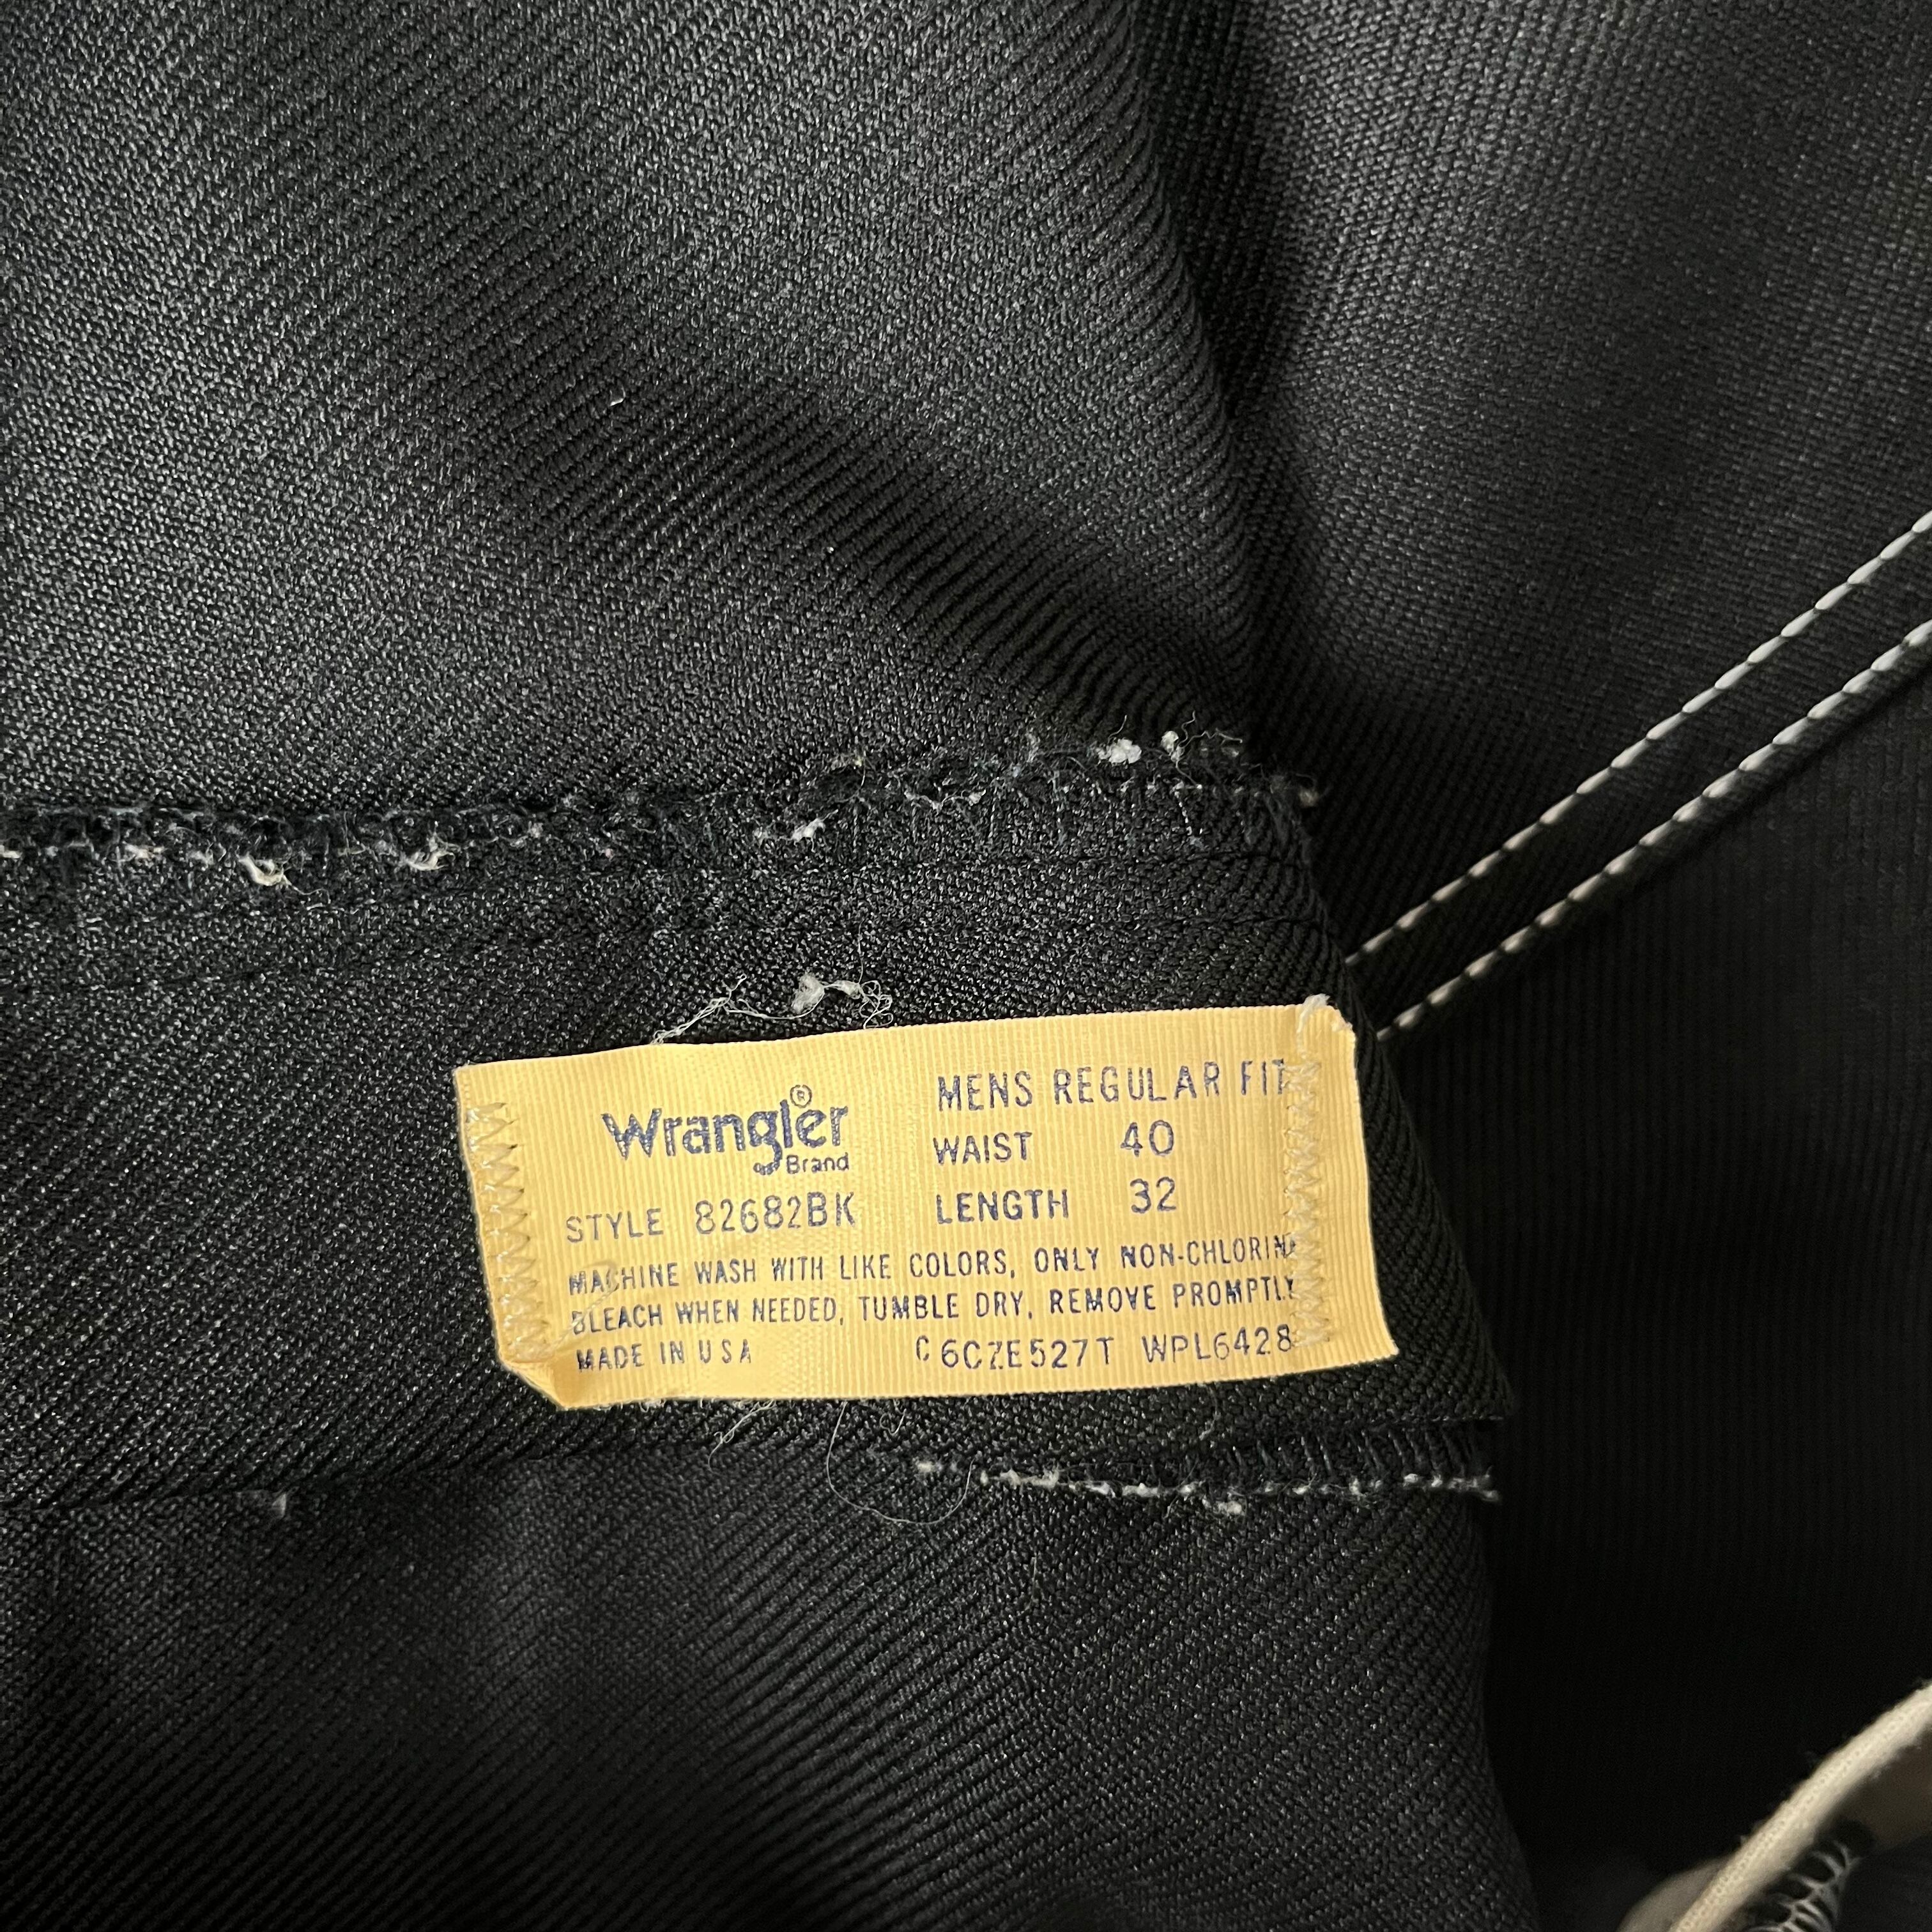 Wrangler®
Brand
STYLE 82682BK
MENS REGULAR FIT
WAIST 40
LENGTH 32
MACHINE WASH WITH LIKE COLORS, ONLY NON-CHLORINE
BLEACH WHEN NEEDED, TUMBLE DRY, REMOVE PROMPTLY
MADE IN USA C6CZE527T WPL6428